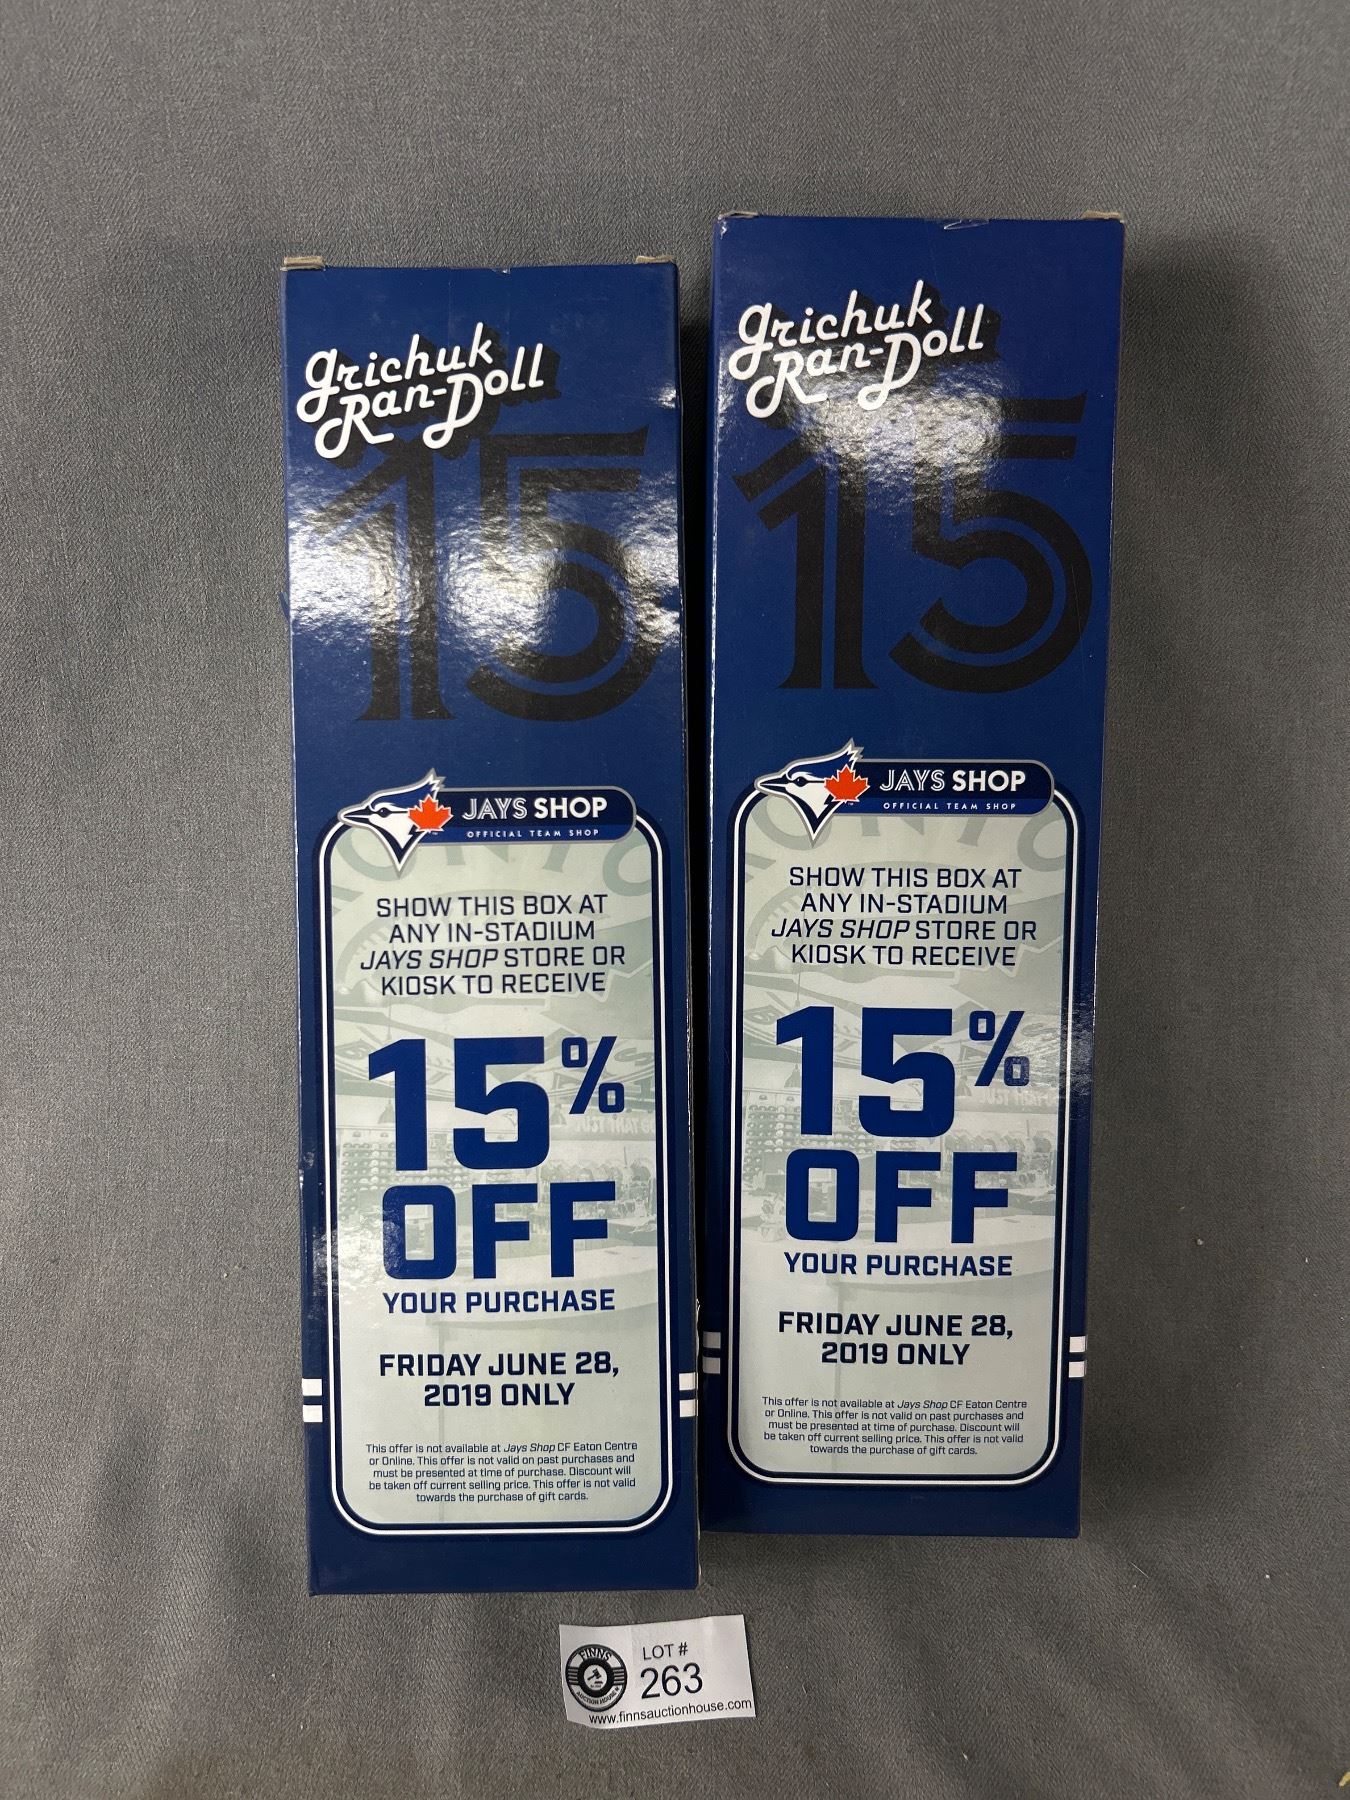 grichuk
Ran-Doll
15
JAYS SHOP
OFFICIAL TEAM SHOP
SHOW THIS BOX AT
ANY IN-STADIUM
JAYS SHOP STORE OR
KIOSK TO RECEIVE
15%
OFF
YOUR PURCHASE
FRIDAY JUNE 28,
2019 ONLY
This offer is not available at Jays Shop CF Eaton Centre
or Online. This offer is not valid on past purchases and
must be presented at time of purchase. Discount will
be taken off current selling price. This offer is not valid
towards the purchase of gift cards.
grichuk
Ran-Doll
15
JAYS SHOP
OFFICIAL TEAM SHOP
SHOW THIS BOX AT
ANY IN-STADIUM
JAYS SHOP STORE OR
KIOSK TO RECEIVE
15%
OFF
YOUR PURCHASE
FRIDAY JUNE 28,
2019 ONLY
This offer is not available at Jays Shop CF Eaton Centre
or Online. This offer is not valid on past purchases and
must be presented at time of purchase. Discount will
be taken off current selling price. This offer is not valid
towards the purchase of gift cards.
FINNS
AUCTION HOUSE
LOT #
263
www.finnsauctionhouse.com